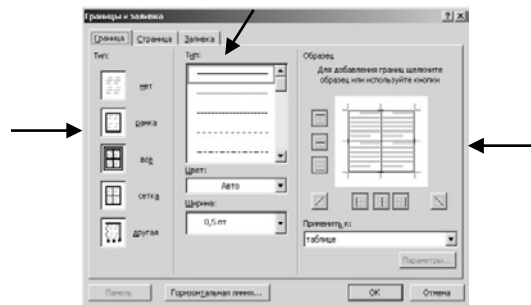 Границы и заливка
Граница
Страница
Заливка
Тип:
нет
рамка
все
сетка
другая
Тип:
Цвет:
Авто
Ширина:
0,5 пт
Образец
Для добавления границ щелкните
образец или используйте кнопки
Применить к:
таблице
Параметры...
Панель
Горизонтальная линия...
ОК
Отмена